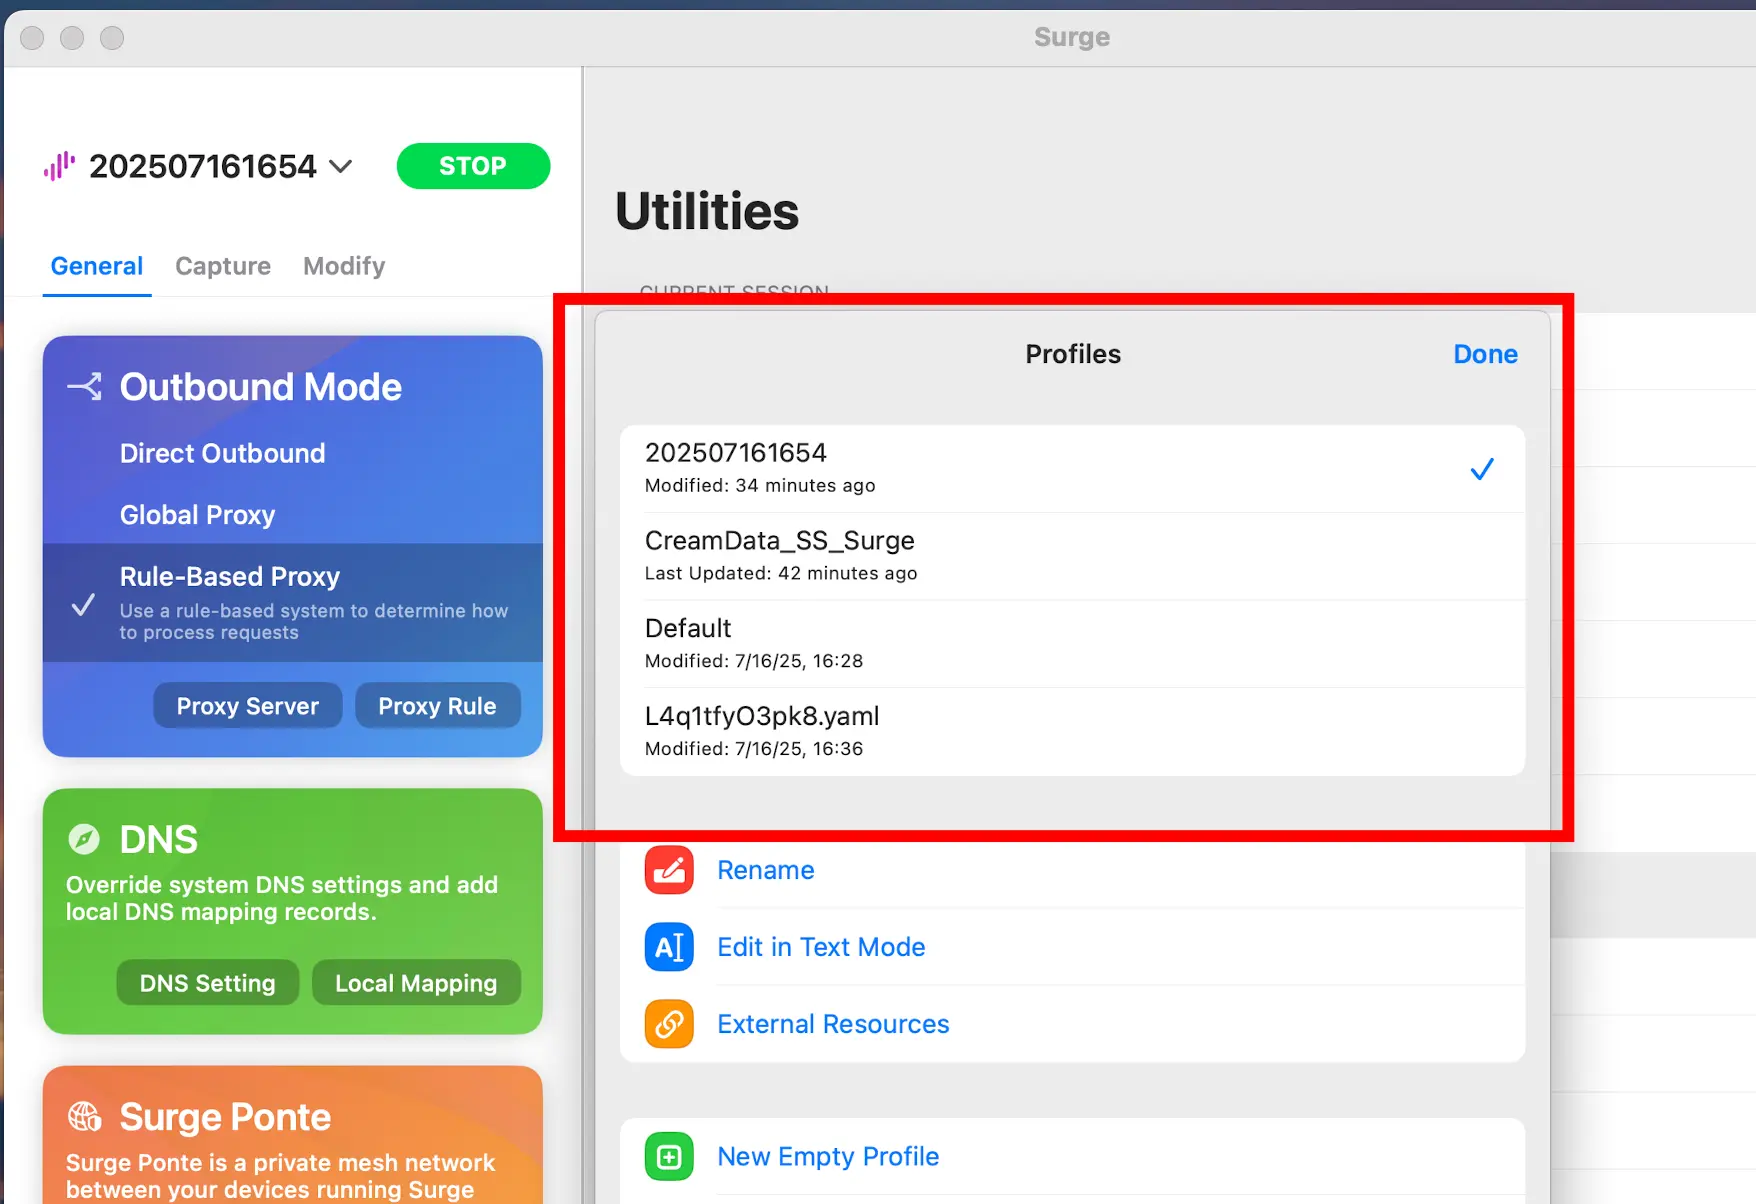 Surge
202507161654
STOP
General
Capture
Modify
Outbound Mode
Direct Outbound
Global Proxy
Rule-Based Proxy
Use a rule-based system to determine how
to process requests
Proxy Server
Proxy Rule
DNS
Override system DNS settings and add
local DNS mapping records.
DNS Setting
Local Mapping
Surge Ponte
Surge Ponte is a private mesh network
between your devices running Surge
Utilities
CURRENT SESSION
Profiles
Done
202507161654
Modified: 34 minutes ago
CreamData_SS_Surge
Last Updated: 42 minutes ago
Default
Modified: 7/16/25, 16:28
L4q1tfyO3pk8.yaml
Modified: 7/16/25, 16:36
Rename
Edit in Text Mode
External Resources
New Empty Profile